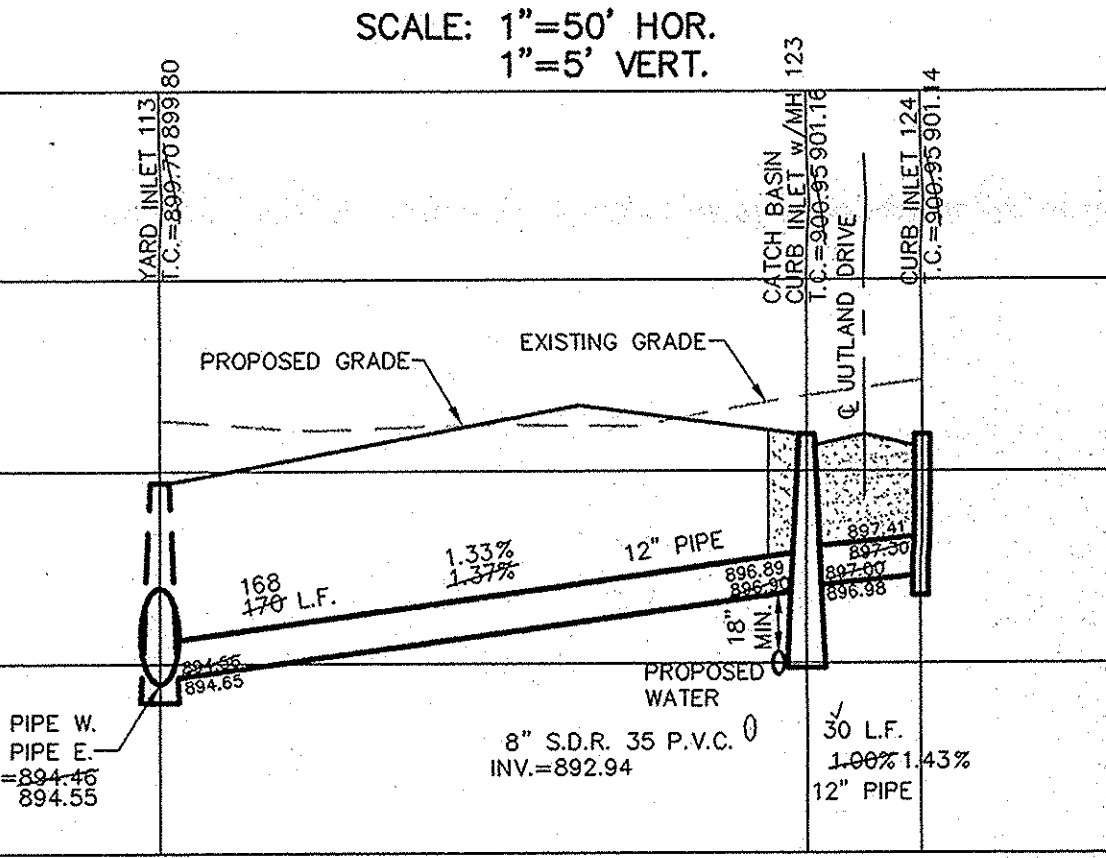 SCALE: 1"=50' HOR.
1"=5' VERT.
YARD INLET 113
T.C.=899.70 899.80
CATCH BASIN
CURB INLET w/MH 123
T.C.=900.95 901.16
℄ JUTLAND DRIVE
CURB INLET 124
T.C.=900.95 901.14
PROPOSED GRADE
EXISTING GRADE
168
170 L.F.
1.33%
1.37%
12" PIPE
896.89
896.90
897.41
897.30
897.00
896.98
18"
MIN.
894.56
894.65
PROPOSED
WATER
PIPE W.
PIPE E.
=894.46
894.55
8" S.D.R. 35 P.V.C.
INV.=892.94
30 L.F.
1.00% 1.43%
12" PIPE